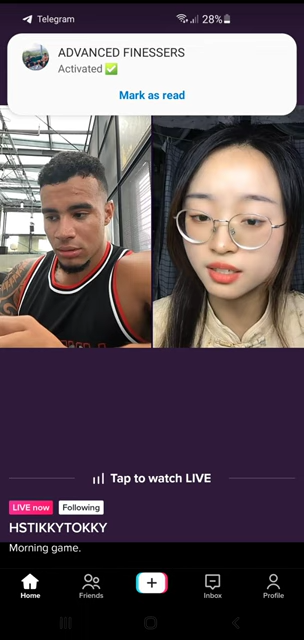 Telegram
28%
ADVANCED FINESSERS
Activated ✅
Mark as read
Tap to watch LIVE
LIVE now Following
HSTIKKYTOKKY
Morning game.
Home Friends Inbox Profile